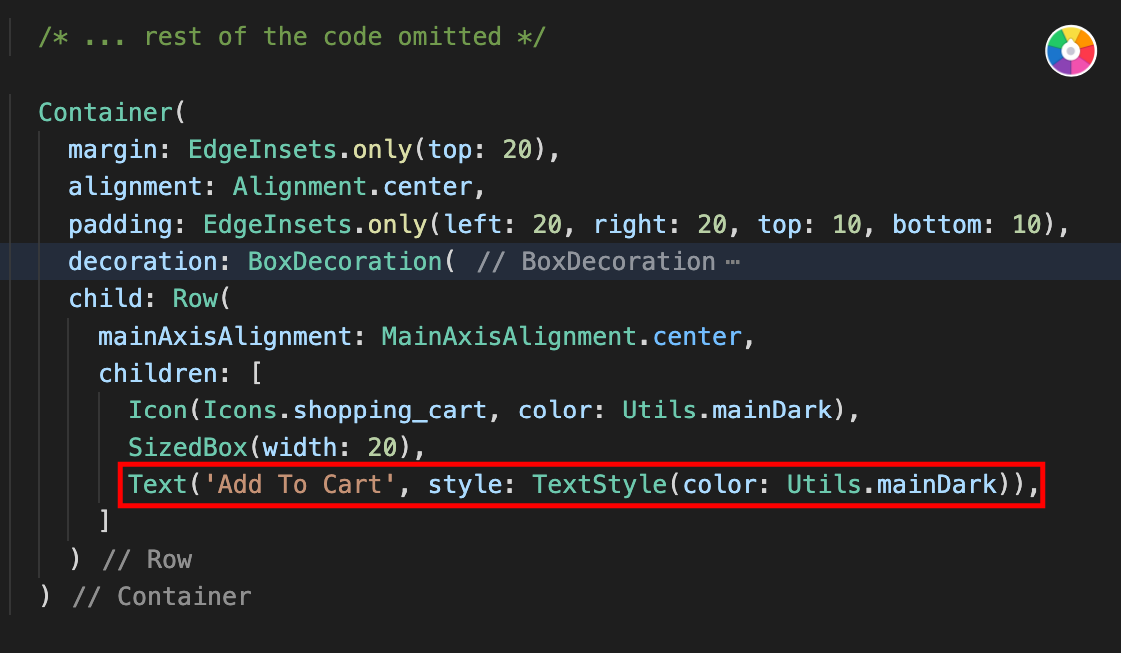 /* ... rest of the code omitted */
Container(
margin: EdgeInsets.only(top: 20),
alignment: Alignment.center,
padding: EdgeInsets.only(left: 20, right: 20, top: 10, bottom: 10),
decoration: BoxDecoration( // BoxDecoration ⋯
child: Row(
mainAxisAlignment: MainAxisAlignment.center,
children: [
Icon(Icons.shopping_cart, color: Utils.mainDark),
SizedBox(width: 20),
Text('Add To Cart', style: TextStyle(color: Utils.mainDark)),
]
) // Row
) // Container